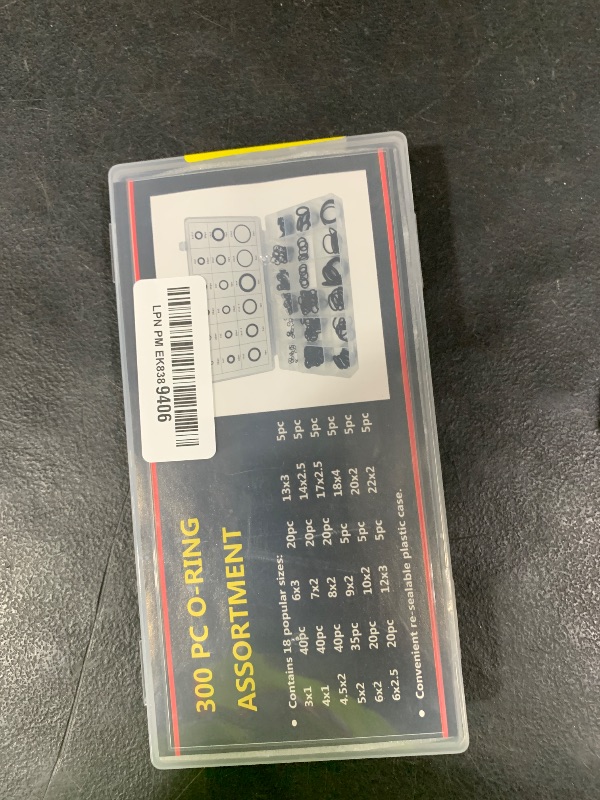 300 PC O-RING
ASSORTMENT
• Contains 18 popular sizes:
3x1 40pc 6x3 20pc 13x3 5pc
4x1 40pc 7x2 20pc 14x2.5 5pc
4.5x2 40pc 8x2 20pc 17x2.5 5pc
5x2 35pc 9x2 5pc 18x4 5pc
6x2 20pc 10x2 5pc 20x2 5pc
6x2.5 20pc 12x3 5pc 22x2 5pc
• Convenient re-sealable plastic case.
LPN PM EK8389406